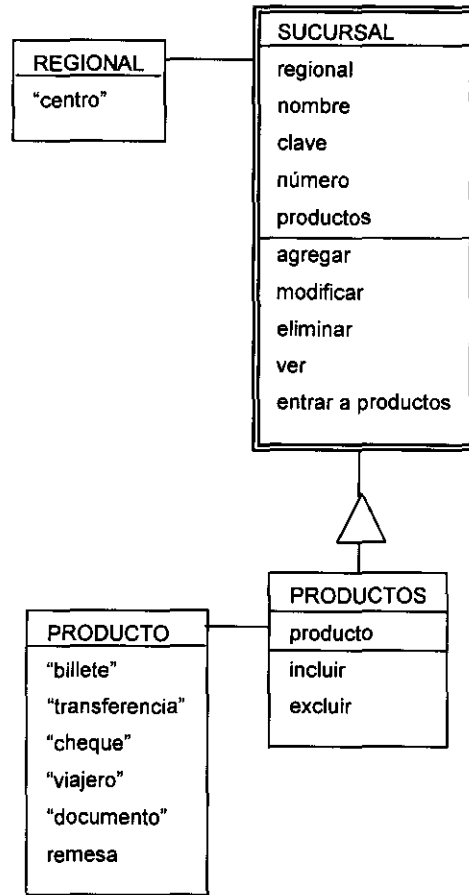 REGIONAL
“centro”
SUCURSAL
regional
nombre
clave
número
productos
agregar
modificar
eliminar
ver
entrar a productos
PRODUCTOS
producto
incluir
excluir
PRODUCTO
“billete”
“transferencia”
“cheque”
“viajero”
“documento”
remesa